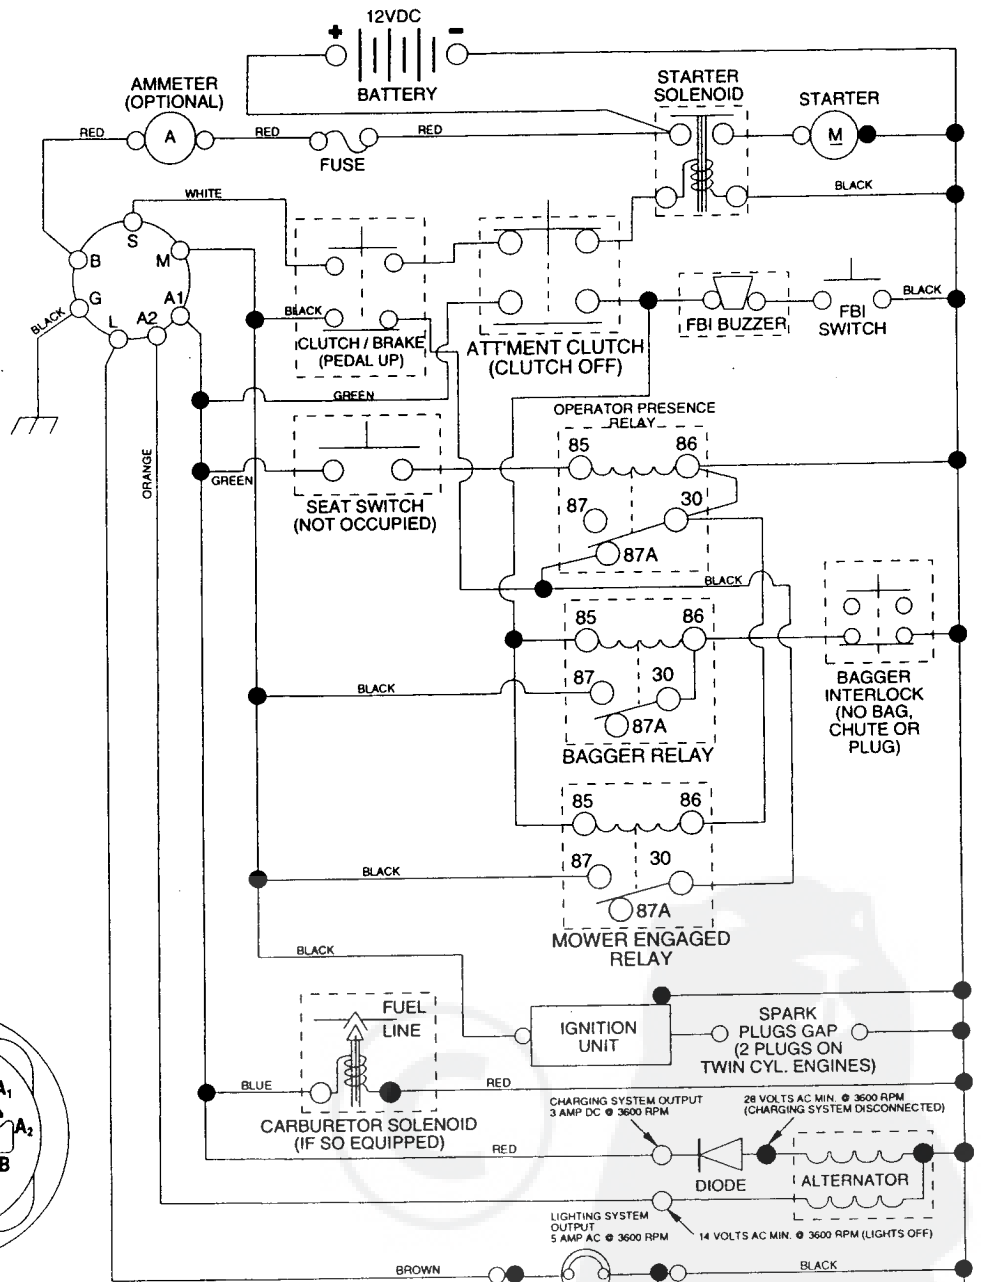 12VDC
+
-
BATTERY
AMMETER
(OPTIONAL)
STARTER
SOLENOID
STARTER
RED
A
RED
FUSE
RED
M
BLACK
WHITE
S
B
M
G
A1
L
A2
BLACK
BLACK
CLUTCH / BRAKE
(PEDAL UP)
ATT'MENT CLUTCH
(CLUTCH OFF)
FBI BUZZER
FBI
SWITCH
BLACK
GREEN
OPERATOR PRESENCE
RELAY
85
86
ORANGE
GREEN
SEAT SWITCH
(NOT OCCUPIED)
87
30
87A
BLACK
85
86
87
30
87A
BLACK
BAGGER RELAY
BAGGER
INTERLOCK
(NO BAG,
CHUTE OR
PLUG)
85
86
87
30
87A
BLACK
MOWER ENGAGED
RELAY
BLACK
FUEL
LINE
IGNITION
UNIT
SPARK
PLUGS GAP
(2 PLUGS ON
TWIN CYL. ENGINES)
BLUE
RED
CARBURETOR SOLENOID
(IF SO EQUIPPED)
CHARGING SYSTEM OUTPUT
3 AMP DC @ 3600 RPM
28 VOLTS AC MIN. @ 3600 RPM
(CHARGING SYSTEM DISCONNECTED)
RED
DIODE
ALTERNATOR
LIGHTING SYSTEM
OUTPUT
5 AMP AC @ 3600 RPM
14 VOLTS AC MIN. @ 3600 RPM (LIGHTS OFF)
BROWN
BLACK
A1
A2
B
C